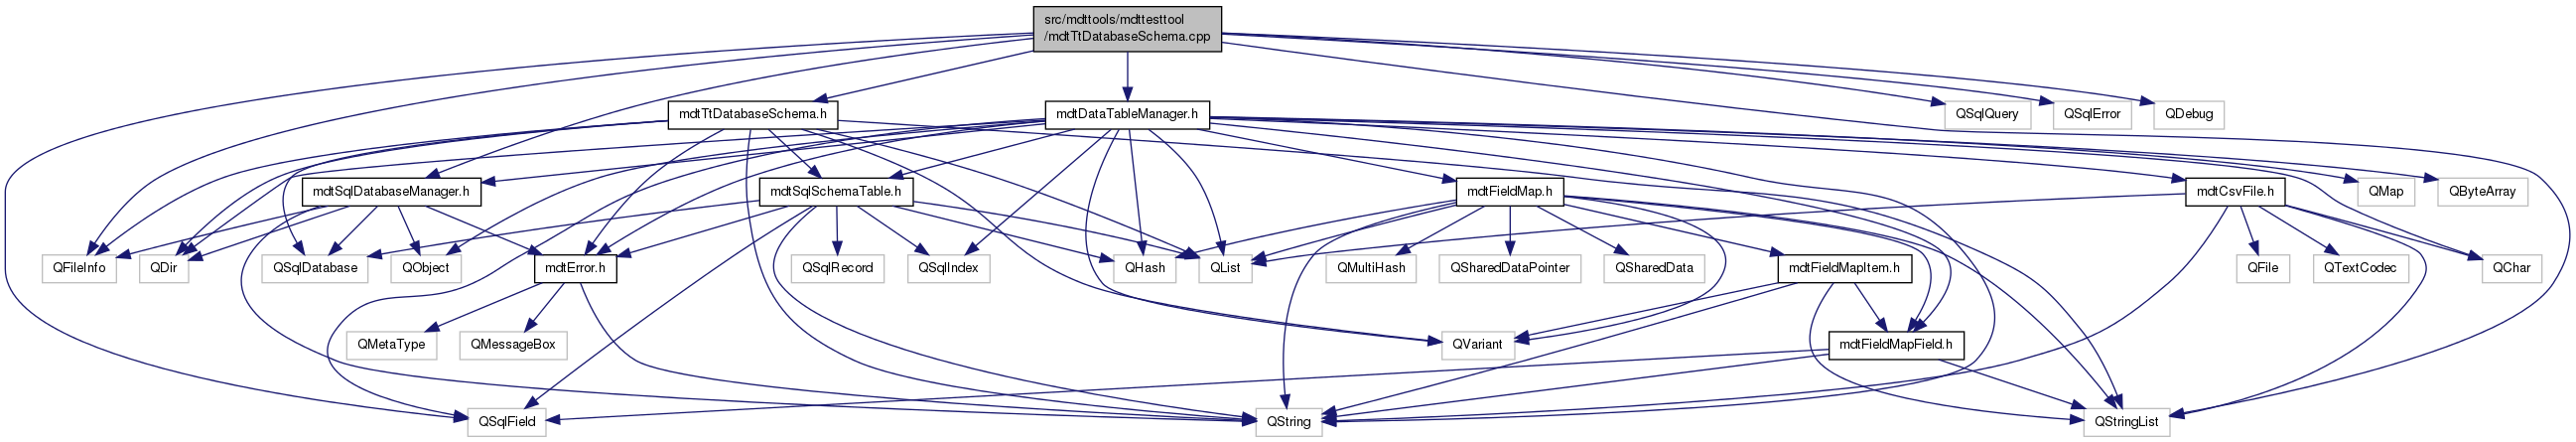 src/mdttools/mdttesttool
/mdtTtDatabaseSchema.cpp
mdtTtDatabaseSchema.h
mdtDataTableManager.h
QSqlQuery
QSqlError
QDebug
mdtSqlDatabaseManager.h
mdtSqlSchemaTable.h
mdtFieldMap.h
mdtCsvFile.h
QMap
QByteArray
QFileInfo
QDir
QSqlDatabase
QObject
mdtError.h
QSqlRecord
QSqlIndex
QHash
QList
QMultiHash
QSharedDataPointer
QSharedData
mdtFieldMapItem.h
QFile
QTextCodec
QChar
QMetaType
QMessageBox
QVariant
mdtFieldMapField.h
QSqlField
QString
QStringList